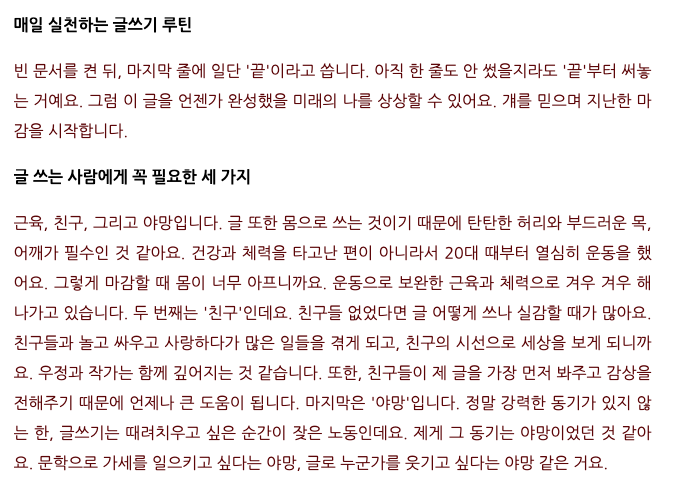 매일 실천하는 글쓰기 루틴
빈 문서를 켠 뒤, 마지막 줄에 일단 '끝'이라고 씁니다. 아직 한 줄도 안 썼을지라도 '끝'부터 써놓
는 거예요. 그럼 이 글을 언젠가 완성했을 미래의 나를 상상할 수 있어요. 걔를 믿으며 지난한 마
감을 시작합니다.
글 쓰는 사람에게 꼭 필요한 세 가지
근육, 친구, 그리고 야망입니다. 글 또한 몸으로 쓰는 것이기 때문에 탄탄한 허리와 부드러운 목,
어깨가 필수인 것 같아요. 건강과 체력을 타고난 편이 아니라서 20대 때부터 열심히 운동을 했
어요. 그렇게 마감할 때 몸이 너무 아프니까요. 운동으로 보완한 근육과 체력으로 겨우 겨우 해
나가고 있습니다. 두 번째는 '친구'인데요. 친구들 없었다면 글 어떻게 쓰나 실감할 때가 많아요.
친구들과 놀고 싸우고 사랑하다가 많은 일들을 겪게 되고, 친구의 시선으로 세상을 보게 되니까
요. 우정과 작가는 함께 깊어지는 것 같습니다. 또한, 친구들이 제 글을 가장 먼저 봐주고 감상을
전해주기 때문에 언제나 큰 도움이 됩니다. 마지막은 '야망'입니다. 정말 강력한 동기가 있지 않
는 한, 글쓰기는 때려치우고 싶은 순간이 잦은 노동인데요. 제게 그 동기는 야망이었던 것 같아
요. 문학으로 가세를 일으키고 싶다는 야망, 글로 누군가를 웃기고 싶다는 야망 같은 거요.